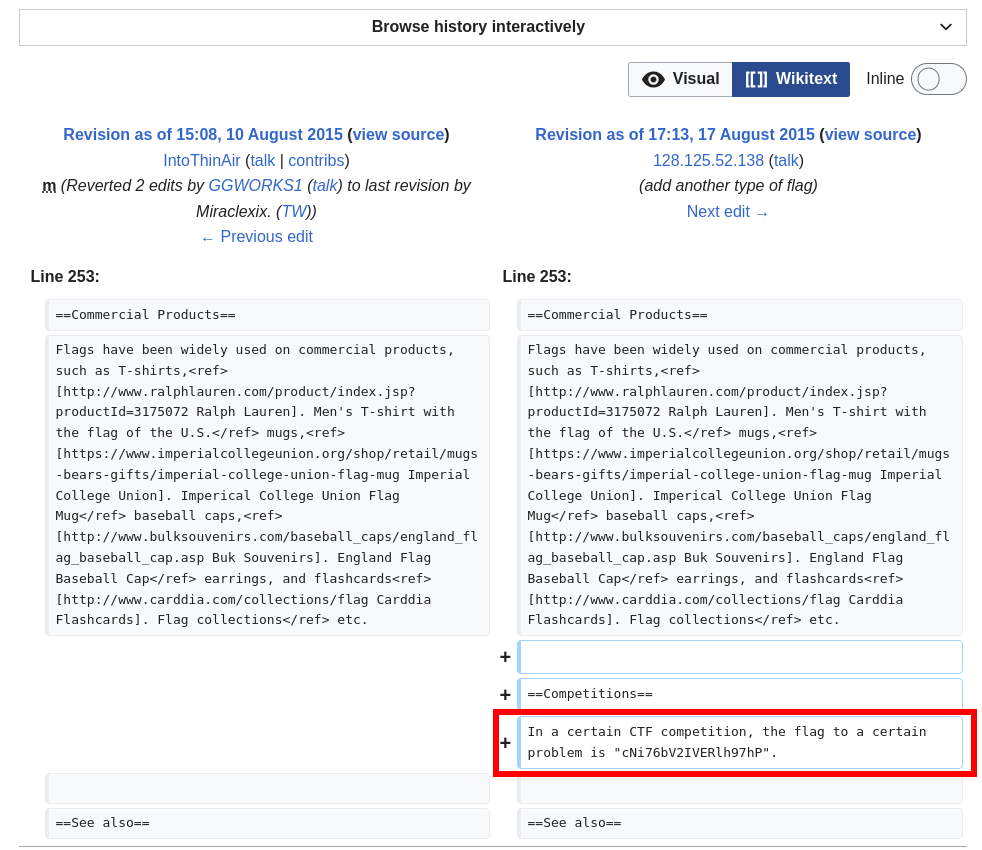 Browse history interactively
Visual
[[]] Wikitext
Inline
Revision as of 15:08, 10 August 2015 (view source)
IntoThinAir (talk | contribs)
m (Reverted 2 edits by GGWORKS1 (talk) to last revision by
Miraclexix. (TW))
← Previous edit
Revision as of 17:13, 17 August 2015 (view source)
128.125.52.138 (talk)
(add another type of flag)
Next edit →
Line 253:
==Commercial Products==
Flags have been widely used on commercial products,
such as T-shirts,<ref>
[http://www.ralphlauren.com/product/index.jsp?
productId=3175072 Ralph Lauren]. Men's T-shirt with
the flag of the U.S.</ref> mugs,<ref>
[https://www.imperialcollegeunion.org/shop/retail/mugs
-bears-gifts/imperial-college-union-flag-mug Imperial
College Union]. Imperical College Union Flag
Mug</ref> baseball caps,<ref>
[http://www.bulksouvenirs.com/baseball_caps/england_fl
ag_baseball_cap.asp Buk Souvenirs]. England Flag
Baseball Cap</ref> earrings, and flashcards<ref>
[http://www.carddia.com/collections/flag Carddia
Flashcards]. Flag collections</ref> etc.
==See also==
Line 253:
==Commercial Products==
Flags have been widely used on commercial products,
such as T-shirts,<ref>
[http://www.ralphlauren.com/product/index.jsp?
productId=3175072 Ralph Lauren]. Men's T-shirt with
the flag of the U.S.</ref> mugs,<ref>
[https://www.imperialcollegeunion.org/shop/retail/mugs
-bears-gifts/imperial-college-union-flag-mug Imperial
College Union]. Imperical College Union Flag
Mug</ref> baseball caps,<ref>
[http://www.bulksouvenirs.com/baseball_caps/england_fl
ag_baseball_cap.asp Buk Souvenirs]. England Flag
Baseball Cap</ref> earrings, and flashcards<ref>
[http://www.carddia.com/collections/flag Carddia
Flashcards]. Flag collections</ref> etc.
+
+ ==Competitions==
+ In a certain CTF competition, the flag to a certain
problem is "cNi76bV2IVERlh97hP".
==See also==